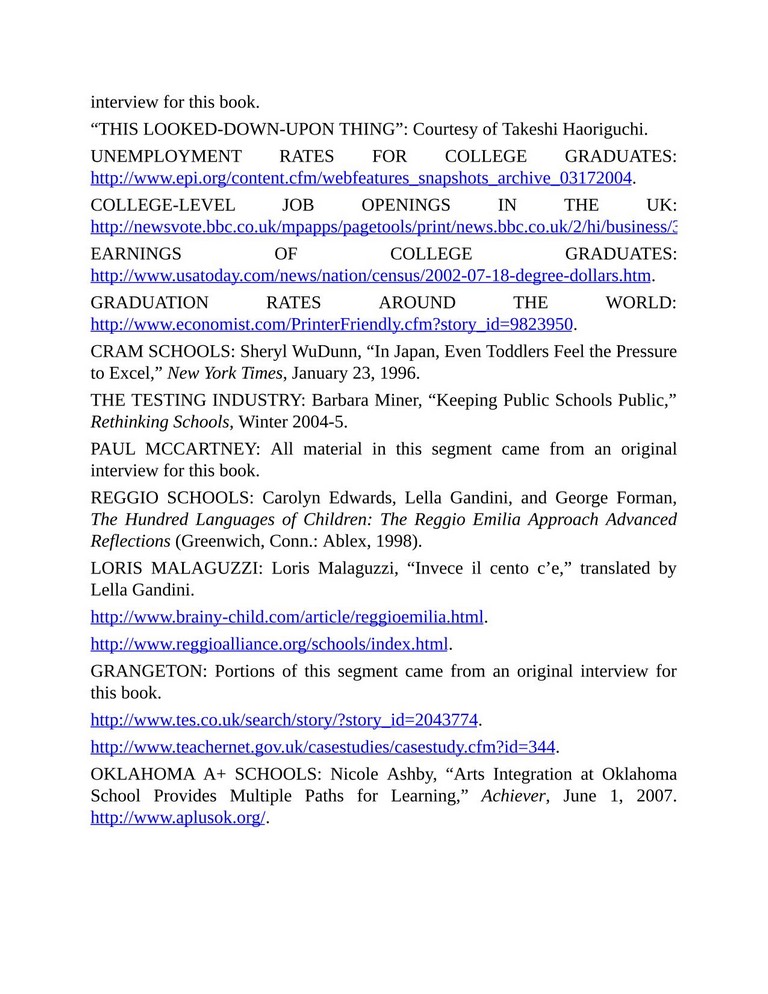 interview for this book.
“THIS LOOKED-DOWN-UPON THING”: Courtesy of Takeshi Haoriguchi.
UNEMPLOYMENT RATES FOR COLLEGE GRADUATES:
http://www.epi.org/content.cfm/webfeatures_snapshots_archive_03172004.
COLLEGE-LEVEL JOB OPENINGS IN THE UK:
http://newsvote.bbc.co.uk/mpapps/pagetools/print/news.bbc.co.uk/2/hi/business/3
EARNINGS OF COLLEGE GRADUATES:
http://www.usatoday.com/news/nation/census/2002-07-18-degree-dollars.htm.
GRADUATION RATES AROUND THE WORLD:
http://www.economist.com/PrinterFriendly.cfm?story_id=9823950.
CRAM SCHOOLS: Sheryl WuDunn, “In Japan, Even Toddlers Feel the Pressure
to Excel,” New York Times, January 23, 1996.
THE TESTING INDUSTRY: Barbara Miner, “Keeping Public Schools Public,”
Rethinking Schools, Winter 2004-5.
PAUL MCCARTNEY: All material in this segment came from an original
interview for this book.
REGGIO SCHOOLS: Carolyn Edwards, Lella Gandini, and George Forman,
The Hundred Languages of Children: The Reggio Emilia Approach Advanced
Reflections (Greenwich, Conn.: Ablex, 1998).
LORIS MALAGUZZI: Loris Malaguzzi, “Invece il cento c’e,” translated by
Lella Gandini.
http://www.brainy-child.com/article/reggioemilia.html.
http://www.reggioalliance.org/schools/index.html.
GRANGETON: Portions of this segment came from an original interview for
this book.
http://www.tes.co.uk/search/story/?story_id=2043774.
http://www.teachernet.gov.uk/casestudies/casestudy.cfm?id=344.
OKLAHOMA A+ SCHOOLS: Nicole Ashby, “Arts Integration at Oklahoma
School Provides Multiple Paths for Learning,” Achiever, June 1, 2007.
http://www.aplusok.org/.